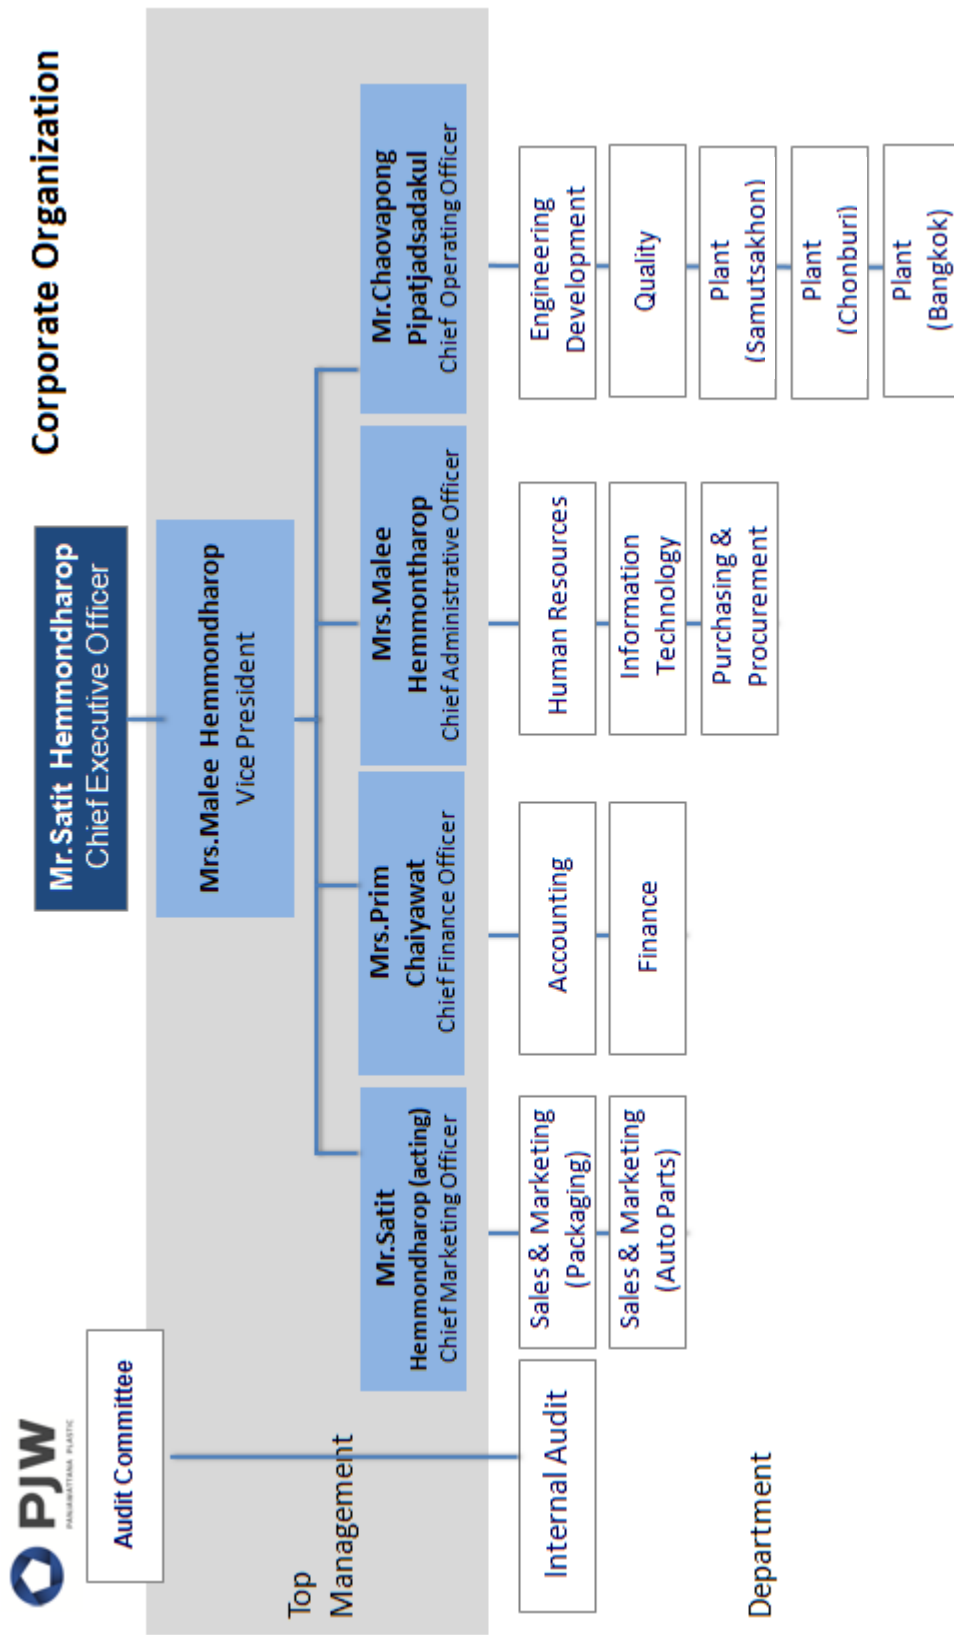 PJW
PANJAWATTANA PLASTIC
Corporate Organization
Mr.Satit Hemmondharop
Chief Executive Officer
Audit Committee
Mrs.Malee Hemmondharop
Vice President
Top
Management
Mr.Satit
Hemmondharop (acting)
Chief Marketing Officer
Mrs.Prim
Chaiyawat
Chief Finance Officer
Mrs.Malee
Hemmontharop
Chief Administrative Officer
Mr.Chaovapong
Pipatjadsadakul
Chief Operating Officer
Internal Audit
Sales & Marketing
(Packaging)
Sales & Marketing
(Auto Parts)
Accounting
Finance
Human Resources
Information
Technology
Purchasing &
Procurement
Engineering
Development
Quality
Plant
(Samutsakhon)
Plant
(Chonburi)
Plant
(Bangkok)
Department